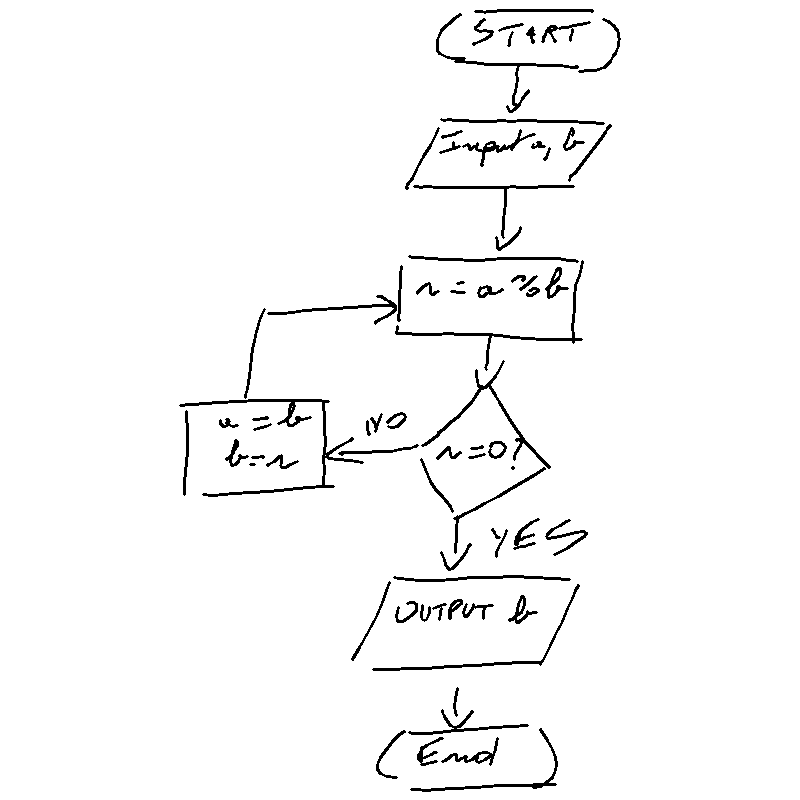 START
Input a, b
r = a % b
r = 0?
NO
a = b
b = r
YES
OUTPUT b
End